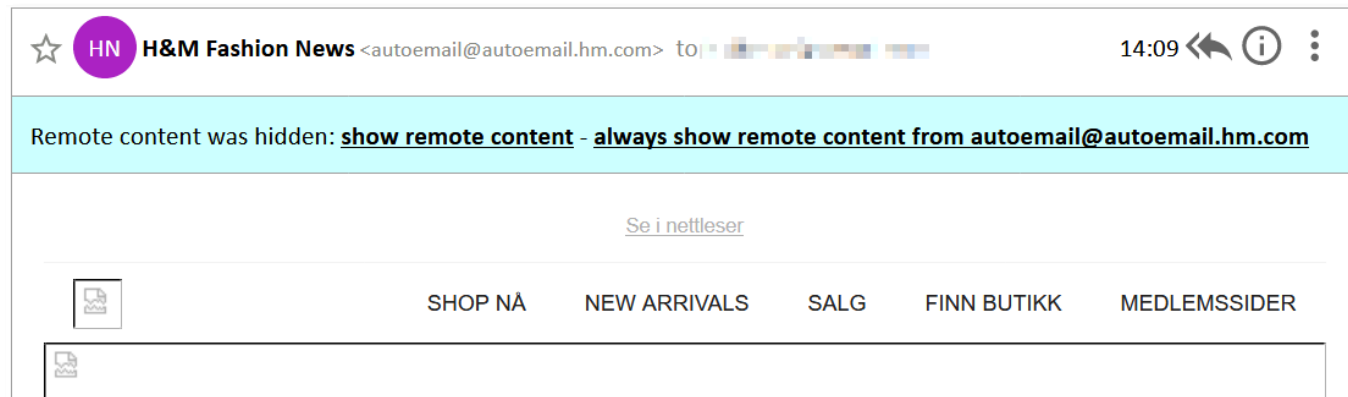 HN H&M Fashion News <autoemail@autoemail.hm.com> to 14:09
Remote content was hidden: show remote content - always show remote content from autoemail@autoemail.hm.com
Se i nettleser
SHOP NÅ NEW ARRIVALS SALG FINN BUTIKK MEDLEMSSIDER